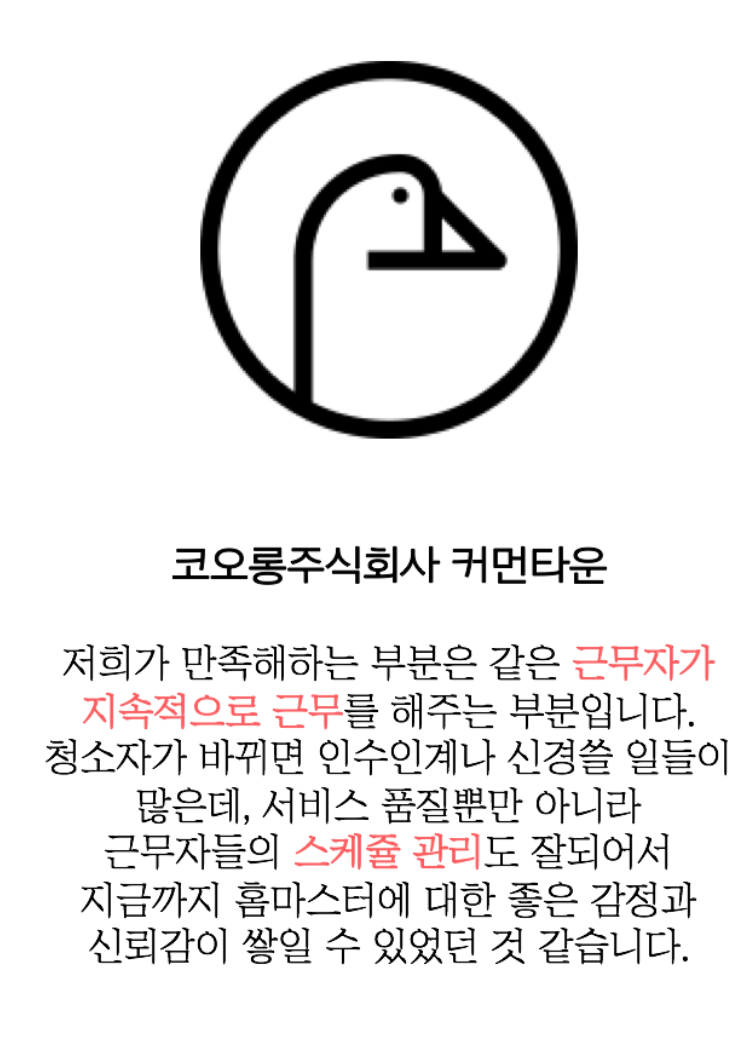 코오롱주식회사 커먼타운
저희가 만족해하는 부분은 같은 근무자가
지속적으로 근무를 해주는 부분입니다.
청소자가 바뀌면 인수인계나 신경쓸 일들이
많은데, 서비스 품질뿐만 아니라
근무자들의 스케쥴 관리도 잘되어서
지금까지 홈마스터에 대한 좋은 감정과
신뢰감이 쌓일 수 있었던 것 같습니다.